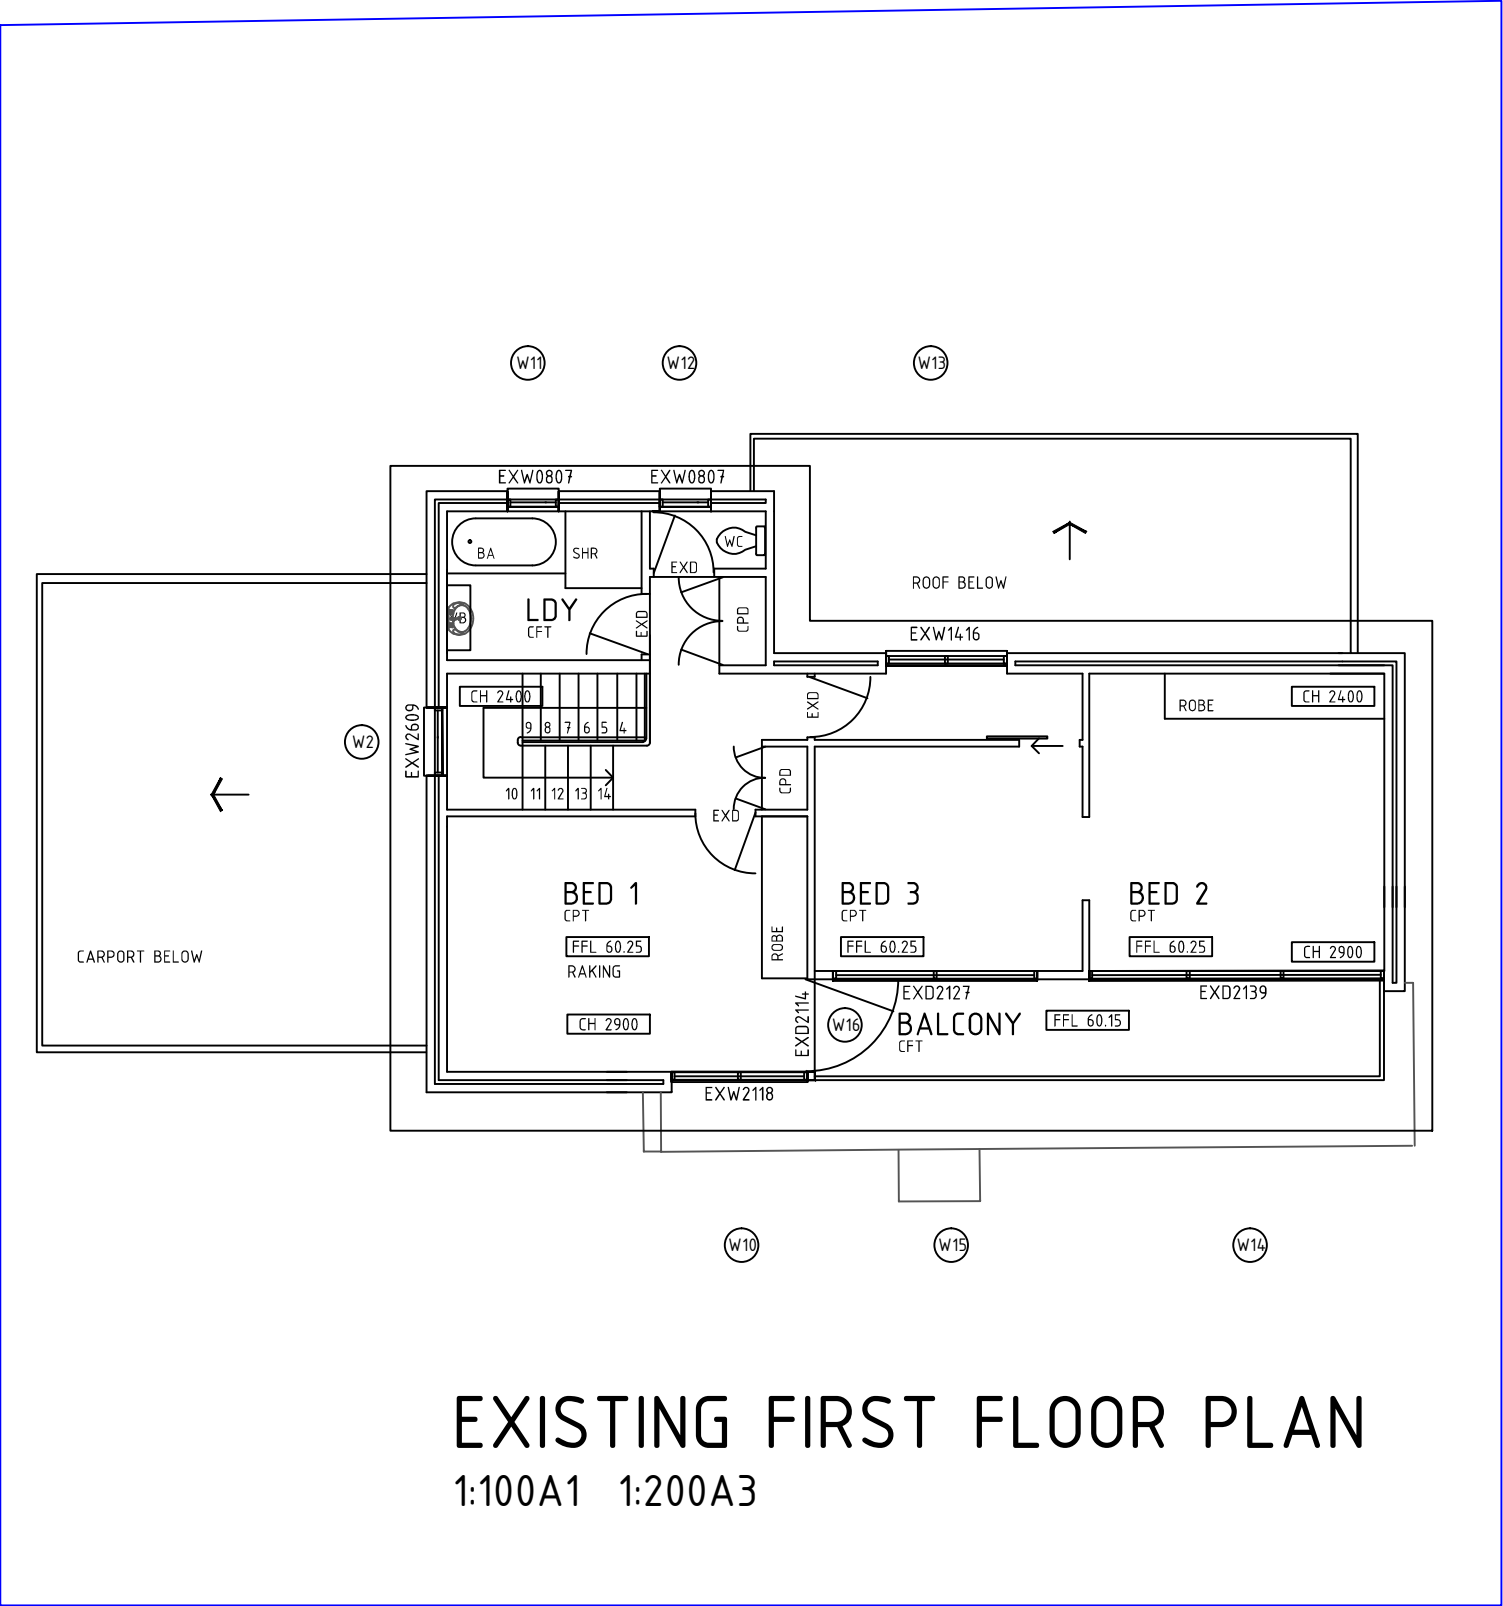 W11
W12
W13
EXW0807
EXW0807
BA
SHR
WC
EXD
ROOF BELOW
LDY
CFT
EXD
CPD
EXW1416
CH 2400
EXD
ROBE
CH 2400
W2
EXW2609
9 8 7 6 5 4
10 11 12 13 14
CPD
EXD
BED 1
CPT
FFL 60.25
RAKING
CH 2900
ROBE
BED 3
CPT
FFL 60.25
BED 2
CPT
FFL 60.25
CH 2900
CARPORT BELOW
EXD2127
EXD2139
EXD2114
W16
BALCONY
CFT
FFL 60.15
EXW2118
W10
W15
W14
EXISTING FIRST FLOOR PLAN
1:100A1 1:200A3